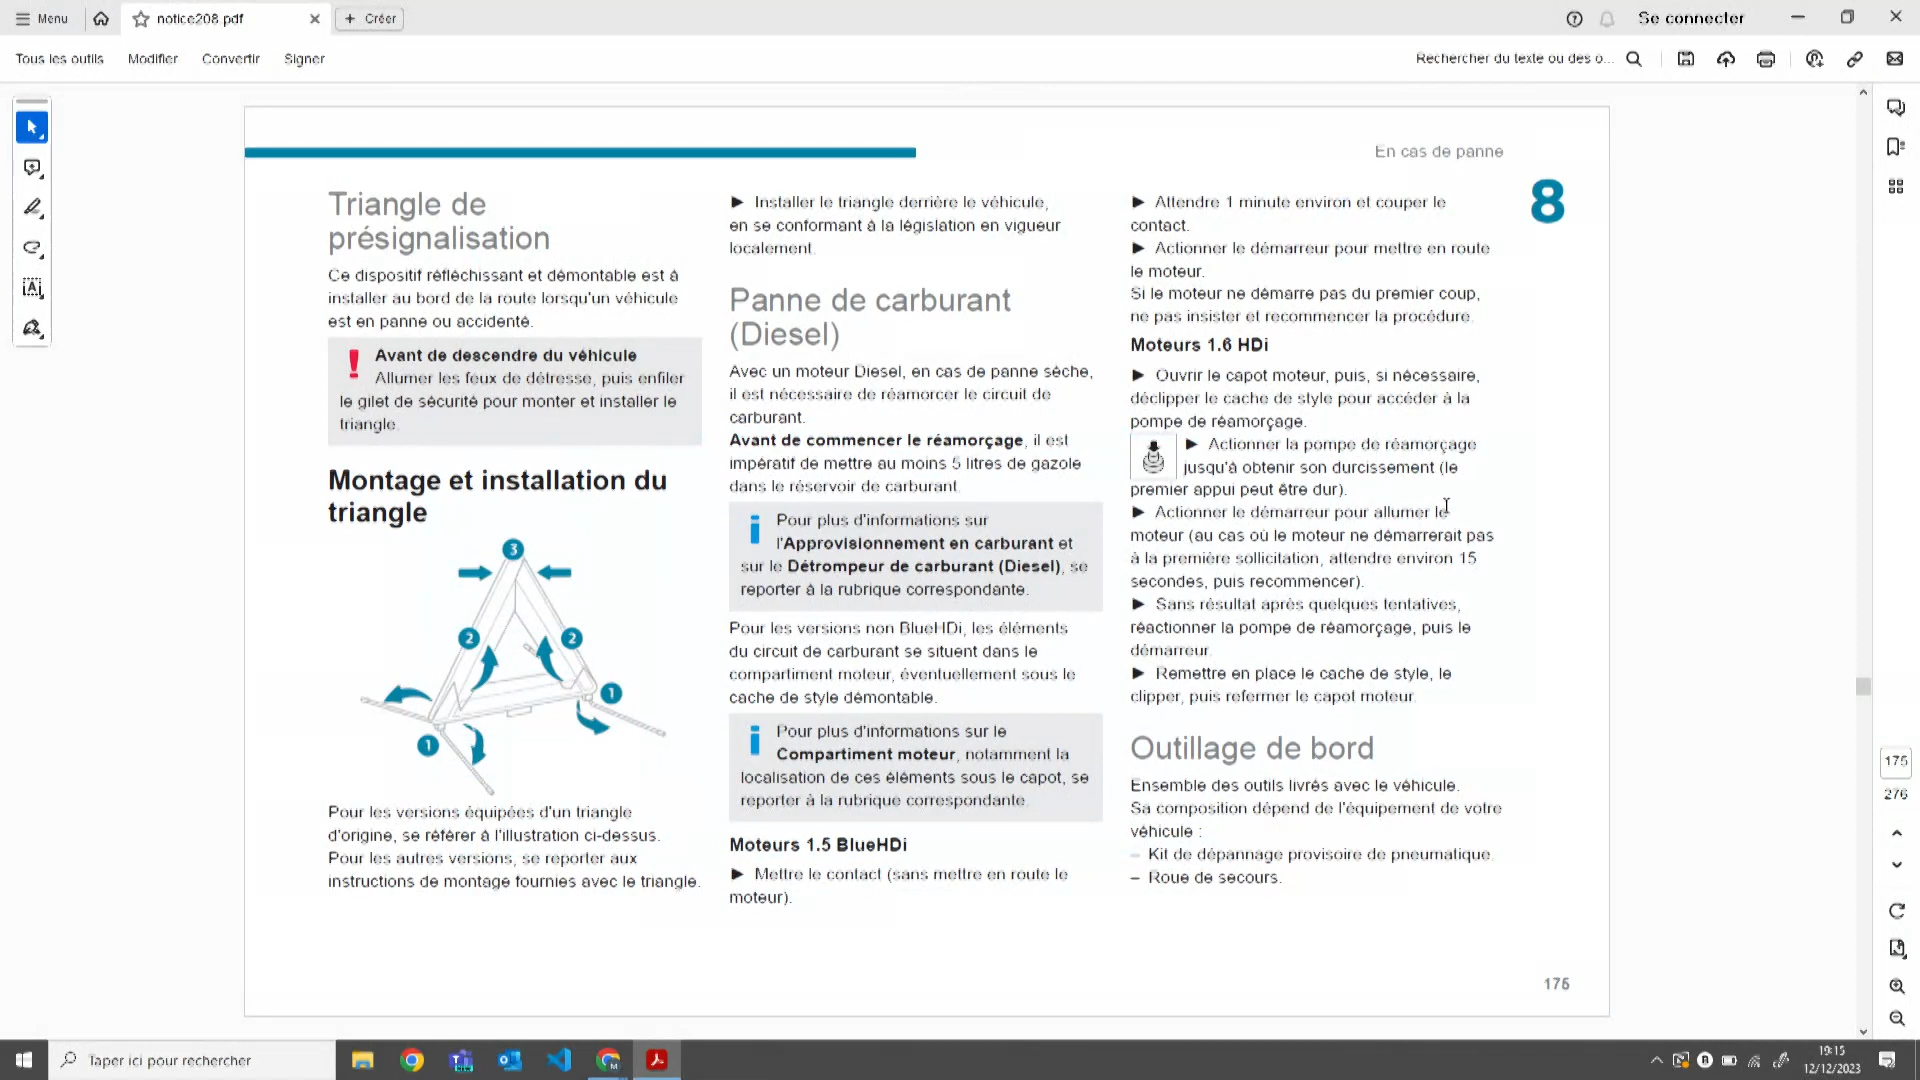 Menu
notice208.pdf
Créer
Se connecter
Tous les outils
Modifier
Convertir
Signer
Rechercher du texte ou des o...
En cas de panne
8
Triangle de
présignalisation
Ce dispositif réfléchissant et démontable est à
installer au bord de la route lorsqu'un véhicule
est en panne ou accidenté.
Avant de descendre du véhicule
Allumer les feux de détresse, puis enfiler
le gilet de sécurité pour monter et installer le
triangle.
Montage et installation du
triangle
3
2
2
1
1
Pour les versions équipées d'un triangle
d'origine, se référer à l'illustration ci-dessus.
Pour les autres versions, se reporter aux
instructions de montage fournies avec le triangle.
► Installer le triangle derrière le véhicule,
en se conformant à la législation en vigueur
localement.
Panne de carburant
(Diesel)
Avec un moteur Diesel, en cas de panne sèche,
il est nécessaire de réamorcer le circuit de
carburant.
Avant de commencer le réamorçage, il est
impératif de mettre au moins 5 litres de gazole
dans le réservoir de carburant.
Pour plus d'informations sur
l'Approvisionnement en carburant et
sur le Détrompeur de carburant (Diesel), se
reporter à la rubrique correspondante.
Pour les versions non BlueHDi, les éléments
du circuit de carburant se situent dans le
compartiment moteur, éventuellement sous le
cache de style démontable.
Pour plus d'informations sur le
Compartiment moteur, notamment la
localisation de ces éléments sous le capot, se
reporter à la rubrique correspondante.
Moteurs 1.5 BlueHDi
► Mettre le contact (sans mettre en route le
moteur).
► Attendre 1 minute environ et couper le
contact.
► Actionner le démarreur pour mettre en route
le moteur.
Si le moteur ne démarre pas du premier coup,
ne pas insister et recommencer la procédure.
Moteurs 1.6 HDi
► Ouvrir le capot moteur, puis, si nécessaire,
déclipper le cache de style pour accéder à la
pompe de réamorçage.
► Actionner la pompe de réamorçage
jusqu'à obtenir son durcissement (le
premier appui peut être dur).
► Actionner le démarreur pour allumer le
moteur (au cas où le moteur ne démarrerait pas
à la première sollicitation, attendre environ 15
secondes, puis recommencer).
► Sans résultat après quelques tentatives,
réactionner la pompe de réamorçage, puis le
démarreur.
► Remettre en place le cache de style, le
clipper, puis refermer le capot moteur.
Outillage de bord
Ensemble des outils livrés avec le véhicule.
Sa composition dépend de l'équipement de votre
véhicule :
– Kit de dépannage provisoire de pneumatique.
– Roue de secours.
175
175
276
Taper ici pour rechercher
19:15
12/12/2023